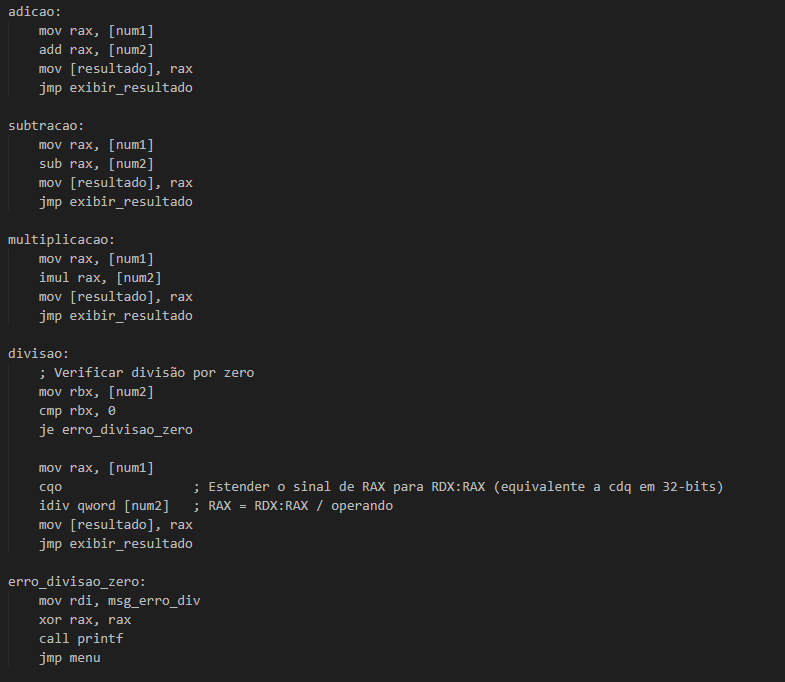 adicao:
    mov rax, [num1]
    add rax, [num2]
    mov [resultado], rax
    jmp exibir_resultado

subtracao:
    mov rax, [num1]
    sub rax, [num2]
    mov [resultado], rax
    jmp exibir_resultado

multiplicacao:
    mov rax, [num1]
    imul rax, [num2]
    mov [resultado], rax
    jmp exibir_resultado

divisao:
    ; Verificar divisão por zero
    mov rbx, [num2]
    cmp rbx, 0
    je erro_divisao_zero

    mov rax, [num1]
    cqo                 ; Estender o sinal de RAX para RDX:RAX (equivalente a cdq em 32-bits)
    idiv qword [num2]   ; RAX = RDX:RAX / operando
    mov [resultado], rax
    jmp exibir_resultado

erro_divisao_zero:
    mov rdi, msg_erro_div
    xor rax, rax
    call printf
    jmp menu